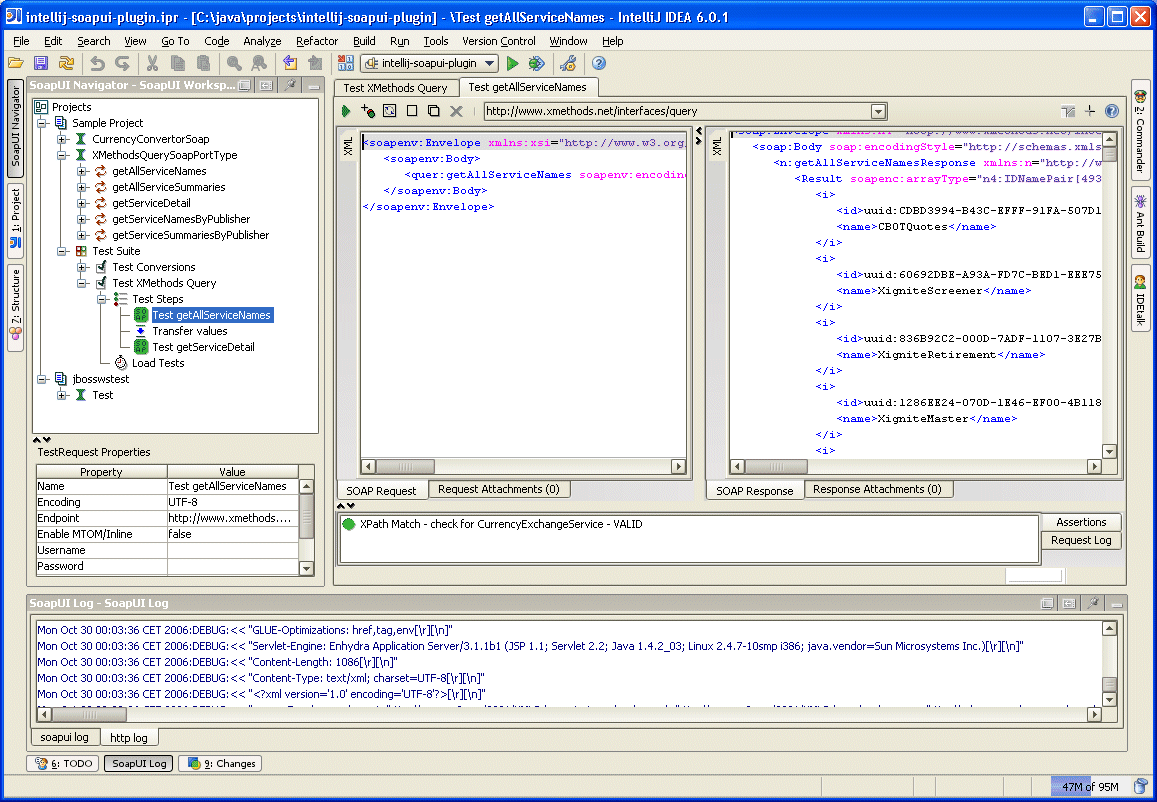 intellij-soapui-plugin.ipr - [C:\java\projects\intellij-soapui-plugin] - \Test getAllServiceNames - IntelliJ IDEA 6.0.1
File Edit Search View Go To Code Analyze Refactor Build Run Tools Version Control Window Help
intellij-soapui-plugin
SoapUI Navigator - SoapUI Worksp...
SoapUI Navigator
1: Project
7: Structure
Projects
Sample Project
CurrencyConvertorSoap
XMethodsQuerySoapPortType
getAllServiceNames
getAllServiceSummaries
getServiceDetail
getServiceNamesByPublisher
getServiceSummariesByPublisher
Test Suite
Test Conversions
Test XMethods Query
Test Steps
Test getAllServiceNames
Transfer values
Test getServiceDetail
Load Tests
jbosswstest
Test
TestRequest Properties
Property Value
Name Test getAllServiceNames
Encoding UTF-8
Endpoint http://www.xmethods....
Enable MTOM/Inline false
Username
Password
Test XMethods Query Test getAllServiceNames
http://www.xmethods.net/interfaces/query
XML
<soapenv:Envelope xmlns:xsi="http://www.w3.org
<soapenv:Body>
<quer:getAllServiceNames soapenv:encodin
</soapenv:Body>
</soapenv:Envelope>
SOAP Request Request Attachments (0)
XML
<soap:Body soap:encodingStyle="http://schemas.xmls
<n:getAllServiceNamesResponse xmlns:n="http://w
<Result soapenc:arrayType="n4:IDNamePair[493
<i>
<id>uuid:CDBD3994-B43C-EFFF-91FA-507D1
<name>CBOTQuotes</name>
</i>
<i>
<id>uuid:60692DBE-A93A-FD7C-BED1-EEE75
<name>XigniteScreener</name>
</i>
<i>
<id>uuid:836B92C2-000D-7ADF-1107-3E27B
<name>XigniteRetirement</name>
</i>
<i>
<id>uuid:1286EE24-070D-1E46-EF00-4B118
<name>XigniteMaster</name>
</i>
<i>
SOAP Response Response Attachments (0)
XPath Match - check for CurrencyExchangeService - VALID
Assertions
Request Log
2: Commander
Ant Build
IDEtalk
SoapUI Log - SoapUI Log
Mon Oct 30 00:03:36 CET 2006:DEBUG:<< "GLUE-Optimizations: href,tag,env[\r][\n]"
Mon Oct 30 00:03:36 CET 2006:DEBUG:<< "Servlet-Engine: Enhydra Application Server/3.1.1b1 (JSP 1.1; Servlet 2.2; Java 1.4.2_03; Linux 2.4.7-10smp i386; java.vendor=Sun Microsystems Inc.)[\r][\n]"
Mon Oct 30 00:03:36 CET 2006:DEBUG:<< "Content-Length: 1086[\r][\n]"
Mon Oct 30 00:03:36 CET 2006:DEBUG:<< "Content-Type: text/xml; charset=UTF-8[\r][\n]"
Mon Oct 30 00:03:36 CET 2006:DEBUG:<< "<?xml version='1.0' encoding='UTF-8'?>[\r][\n]"
soapui log http log
6: TODO SoapUI Log 9: Changes
47M of 95M